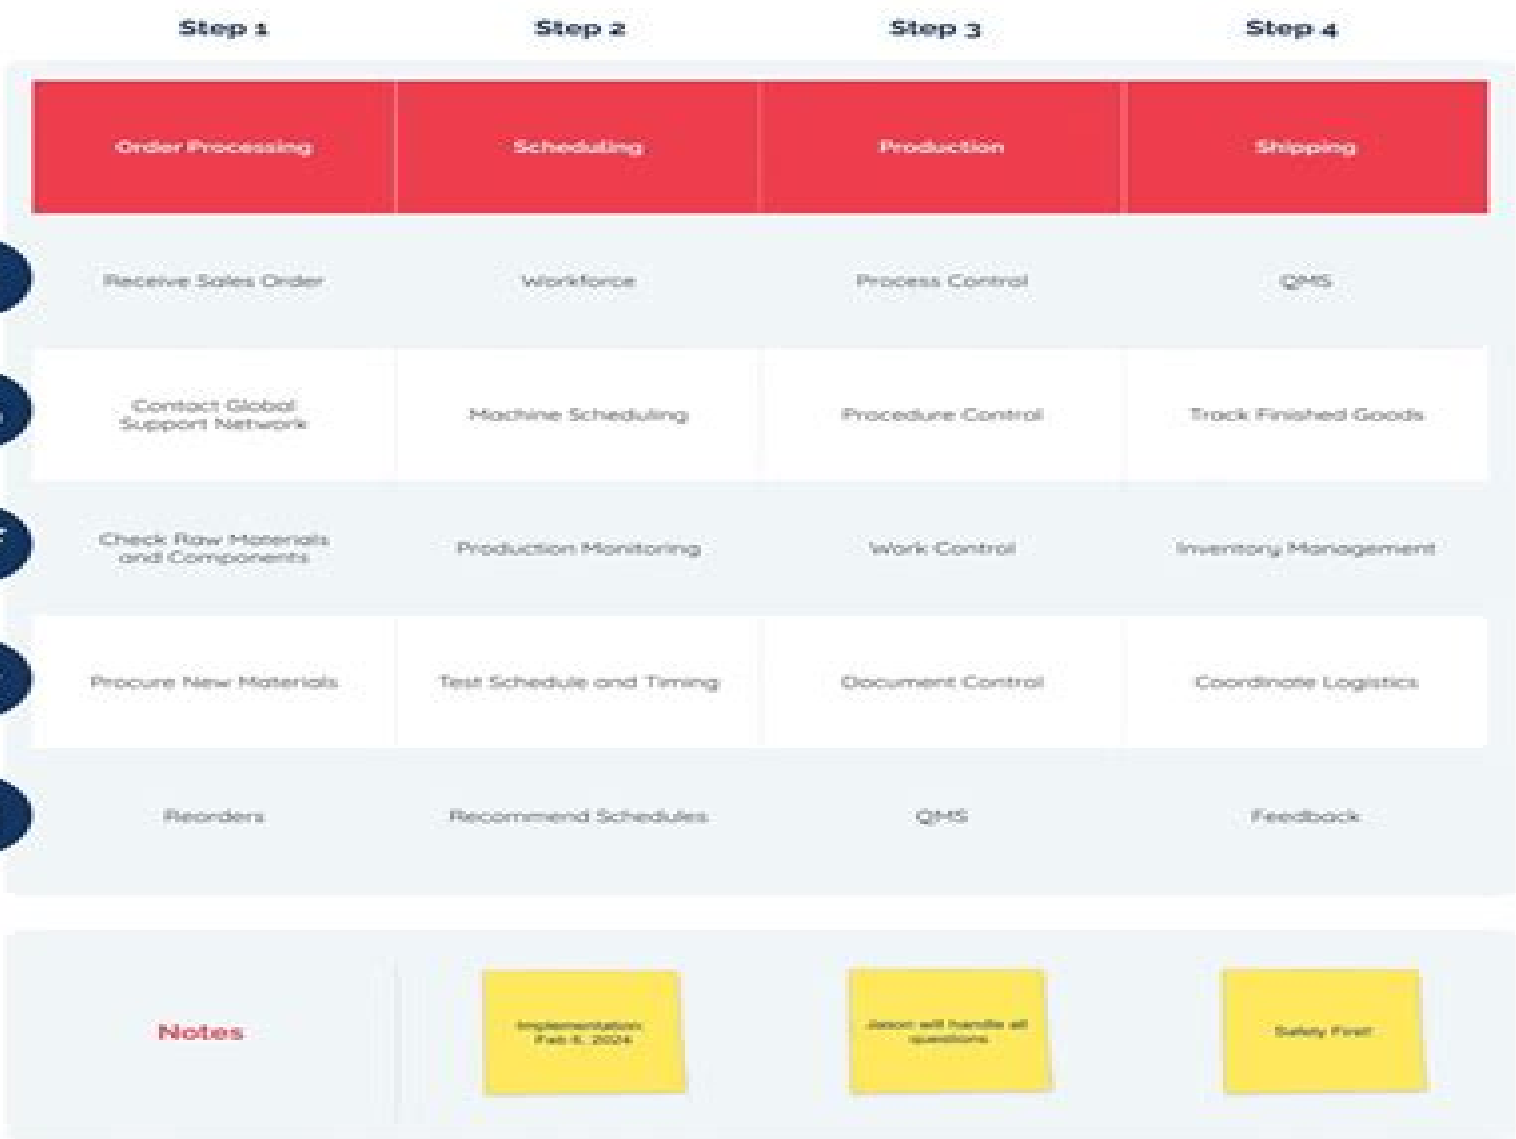 Step 1 Step 2 Step 3 Step 4
Order Processing Scheduling Production Shipping
Receive Sales Order Workforce Process Control QMS
Contact Global
Support Network
Machine Scheduling Procedure Control Track Finished Goods
Check Raw Materials
and Components
Production Monitoring Work Control Inventory Management
Procure New Materials Test Schedule and Timing Document Control Coordinate Logistics
Reorders Recommend Schedules QMS Feedback
Notes
Implementation:
Feb 6, 2024
Jason will handle all
questions
Safety First!